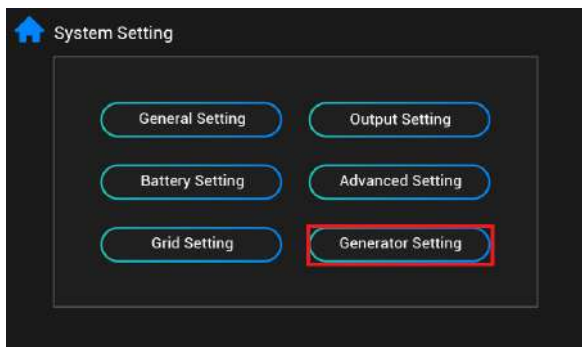 System Setting
General Setting
Output Setting
Battery Setting
Advanced Setting
Grid Setting
Generator Setting